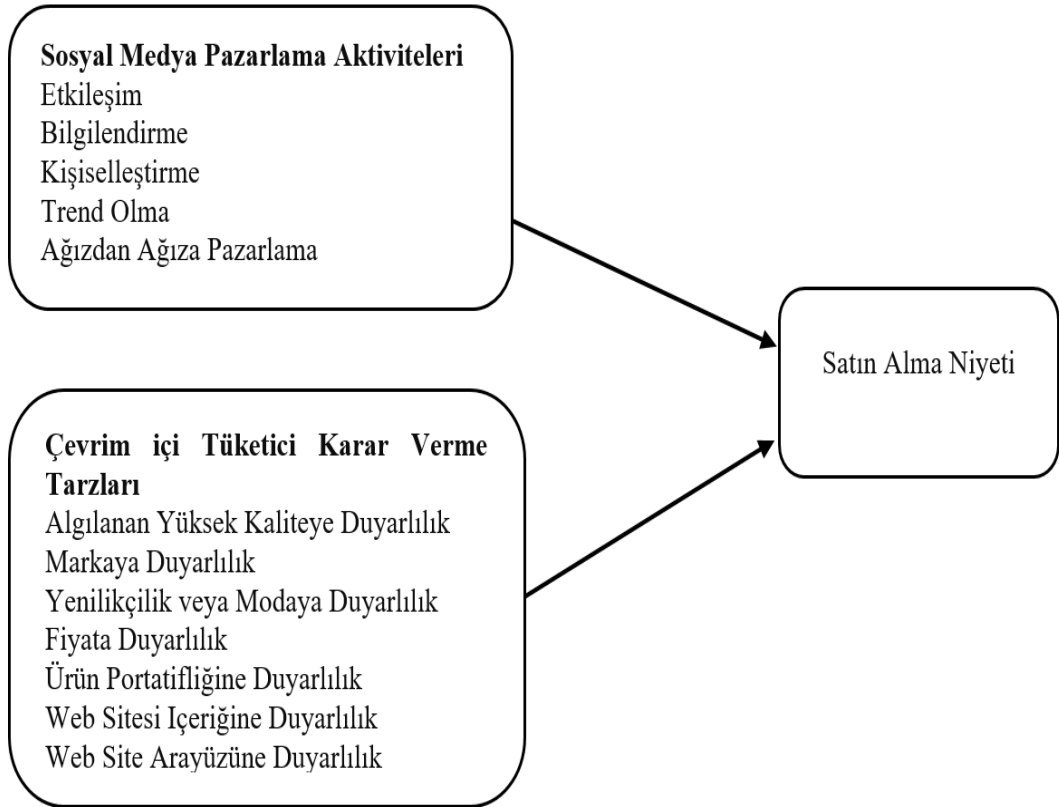 Sosyal Medya Pazarlama Aktiviteleri
Etkileşim
Bilgilendirme
Kişiselleştirme
Trend Olma
Ağızdan Ağıza Pazarlama
Satın Alma Niyeti
Çevrim içi Tüketici Karar Verme
Tarzları
Algılanan Yüksek Kaliteye Duyarlılık
Markaya Duyarlılık
Yenilikçilik veya Modaya Duyarlılık
Fiyata Duyarlılık
Ürün Portatifliğine Duyarlılık
Web Sitesi Içeriğine Duyarlılık
Web Site Arayüzüne Duyarlılık